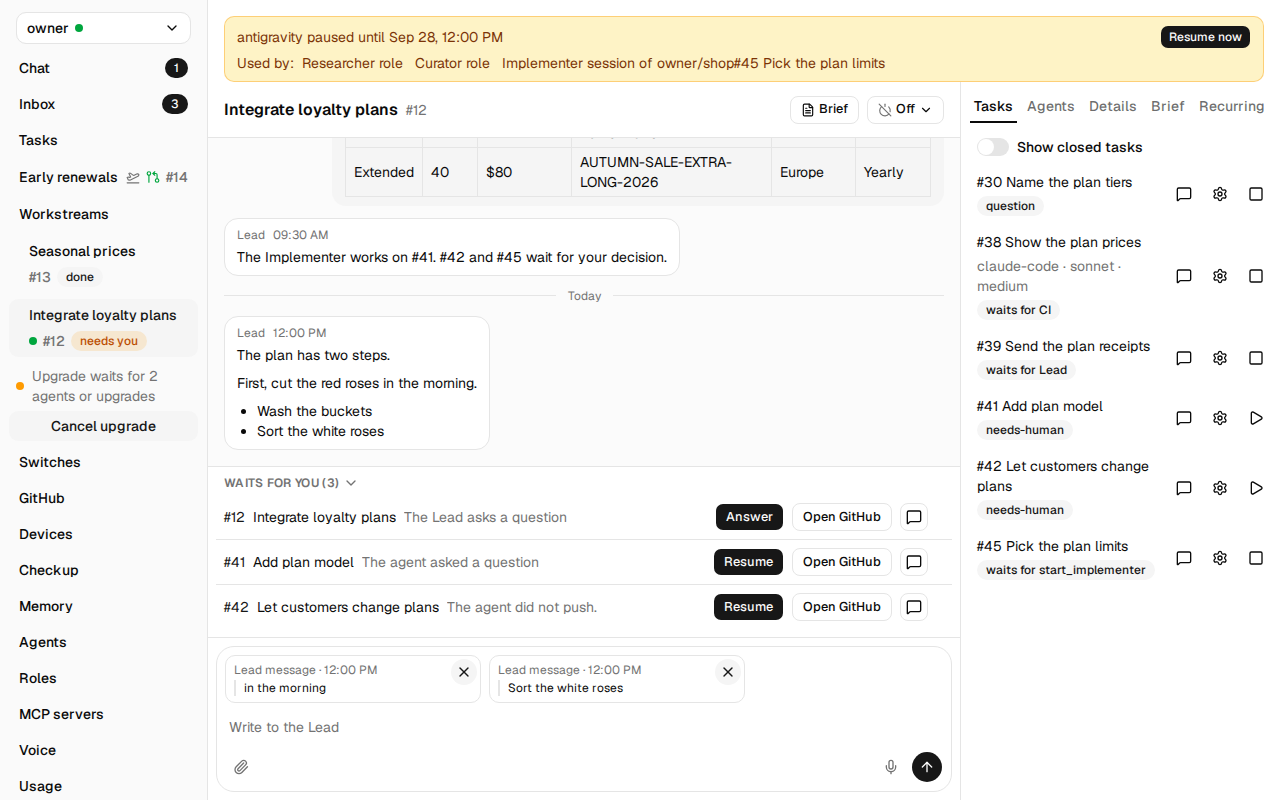 owner
Chat 1
Inbox 3
Tasks
Early renewals #14
Workstreams
Seasonal prices
#13 done
Integrate loyalty plans
#12 needs you
Upgrade waits for 2
agents or upgrades
Cancel upgrade
Switches
GitHub
Devices
Checkup
Memory
Agents
Roles
MCP servers
Voice
Usage
antigravity paused until Sep 28, 12:00 PM
Resume now
Used by: Researcher role Curator role Implementer session of owner/shop#45 Pick the plan limits
Integrate loyalty plans #12
Brief
Off
Extended 40 $80 AUTUMN-SALE-EXTRA-
LONG-2026 Europe Yearly
Lead 09:30 AM
The Implementer works on #41. #42 and #45 wait for your decision.
Today
Lead 12:00 PM
The plan has two steps.
First, cut the red roses in the morning.
• Wash the buckets
• Sort the white roses
WAITS FOR YOU (3)
#12 Integrate loyalty plans The Lead asks a question Answer Open GitHub
#41 Add plan model The agent asked a question Resume Open GitHub
#42 Let customers change plans The agent did not push. Resume Open GitHub
Lead message · 12:00 PM
in the morning
Lead message · 12:00 PM
Sort the white roses
Write to the Lead
Tasks Agents Details Brief Recurring
Show closed tasks
#30 Name the plan tiers
question
#38 Show the plan prices
claude-code · sonnet ·
medium
waits for CI
#39 Send the plan receipts
waits for Lead
#41 Add plan model
needs-human
#42 Let customers change
plans
needs-human
#45 Pick the plan limits
waits for start_implementer